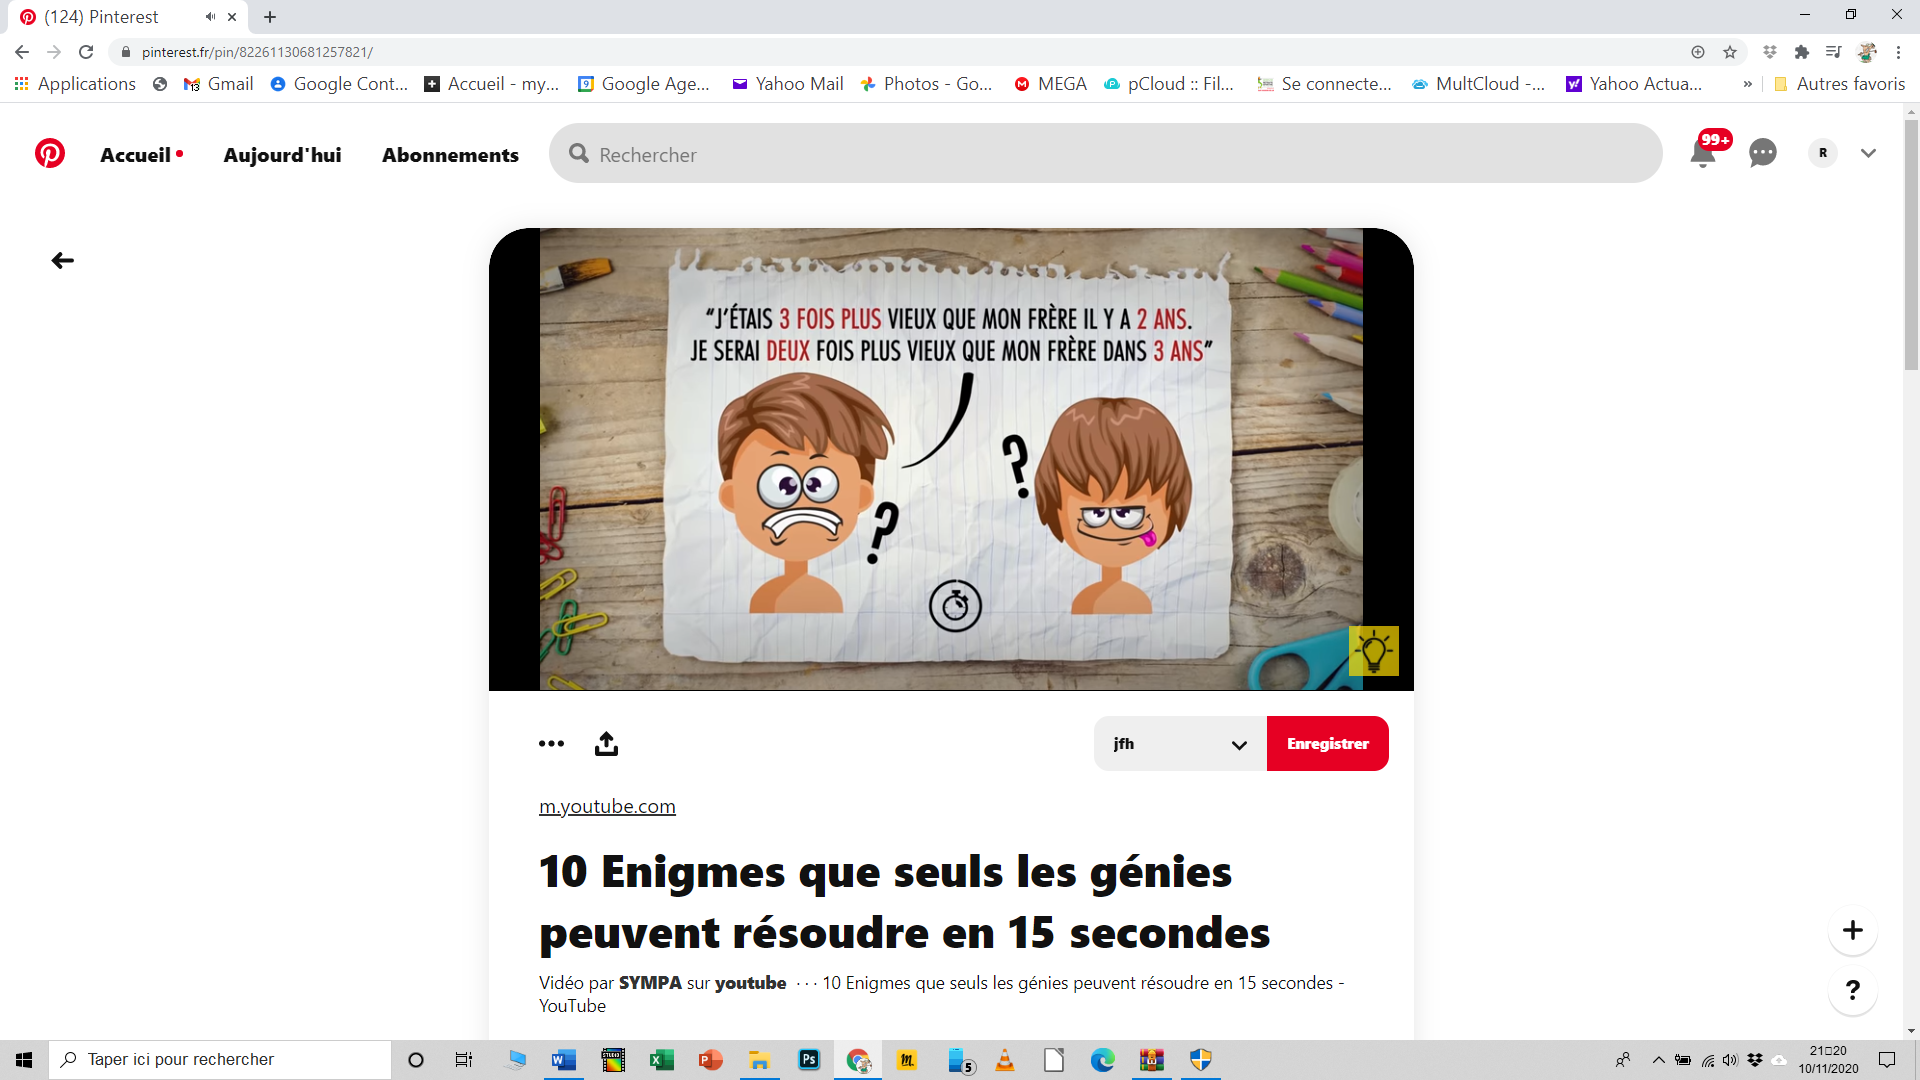 (124) Pinterest
pinterest.fr/pin/82261130681257821/
Applications
Gmail
Google Cont...
Accueil - my...
Google Age...
Yahoo Mail
Photos - Go...
MEGA
pCloud :: Fil...
Se connecte...
MultCloud -...
Yahoo Actua...
»
Autres favoris
Accueil
Aujourd'hui
Abonnements
Rechercher
99+
R
“J'ÉTAIS 3 FOIS PLUS VIEUX QUE MON FRÈRE IL Y A 2 ANS.
JE SERAI DEUX FOIS PLUS VIEUX QUE MON FRÈRE DANS 3 ANS”
?
?
jfh
Enregistrer
m.youtube.com
10 Enigmes que seuls les génies
peuvent résoudre en 15 secondes
Vidéo par SYMPA sur youtube ··· 10 Enigmes que seuls les génies peuvent résoudre en 15 secondes -
YouTube
+
?
Taper ici pour rechercher
21:20
10/11/2020